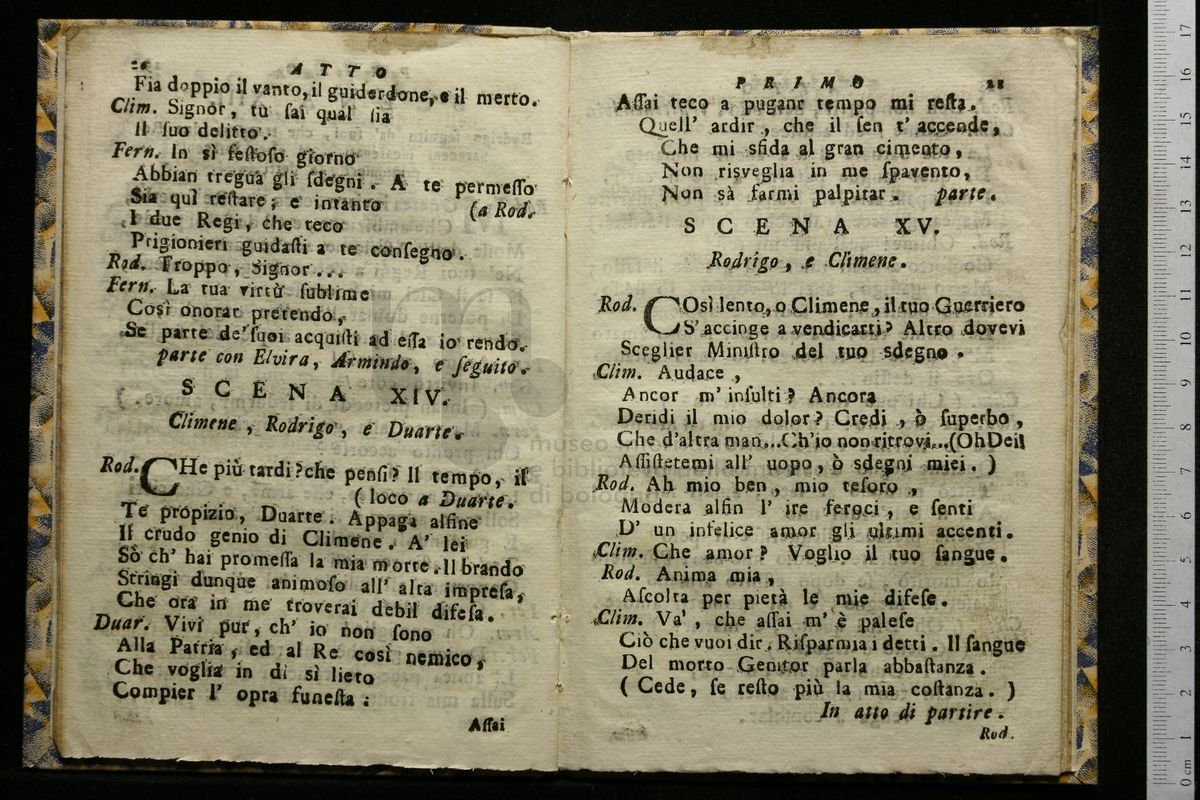 20 ATTO
Fia doppio il vanto, il guiderdone, e il merto.
Clim. Signor, tù ſai qual ſia
Il ſuo delitto.
Fern. In sì feſtoſo giorno
Abbian tregua gli ſdegni. A te permeſſo
Sia quì reſtare; e intanto (a Rod.
I due Regi, che teco
Prigionieri guidaſti a te conſegno.
Rod. Troppo, Signor...
Fern. La tua virtù ſublime
Così onorar pretendo,
Se parte de' ſuoi acquiſti ad eſſa io rendo.
parte con Elvira, Armindo, e ſeguito.
SCENA XIV.
Climene, Rodrigo, e Duarte.
Rod. CHe più tardi? che penſi? Il tempo, il
( loco a Duarte.
Te propizio, Duarte. Appaga alfine
Il crudo genio di Climene. A' lei
Sò ch' hai promeſſa la mia morte. Il brando
Stringi dunque animoſo all' alta impreſa,
Che ora in me troverai debil difeſa.
Duar. Vivi pur, ch' io non ſono
Alla Patria, ed al Re così nemico,
Che voglia in dì sì lieto
Compier l' opra funeſta:
Aſſai
PRIMO 21
Aſſai teco a pugnar tempo mi reſta.
Quell' ardir, che il ſen t' accende,
Che mi sfida al gran cimento,
Non risveglia in me ſpavento,
Non sà farmi palpitar. parte.
SCENA XV.
Rodrigo, e Climene.
Rod. COsì lento, o Climene, il tuo Guerriero
S' accinge a vendicarti? Altro dovevi
Sceglier Miniſtro del tuo sdegno.
Clim. Audace,
Ancor m' inſulti? Ancora
Deridi il mio dolor? Credi, ò ſuperbo,
Che d'altra man...Ch'io non ritrovi...(Oh Dei!
Aſſiſtetemi all' uopo, ò sdegni miei. )
Rod. Ah mio ben, mio teſoro,
Modera alfin l' ire feroci, e ſenti
D' un infelice amor gli ultimi accenti.
Clim. Che amor? Voglio il tuo ſangue.
Rod. Anima mia,
Aſcolta per pietà le mie difeſe.
Clim. Va', che aſſai m' è paleſe
Ciò che vuoi dir. Riſparmia i detti. Il ſangue
Del morto Genitor parla abbaſtanza.
( Cede, ſe reſto più la mia coſtanza. )
In atto di partire.
Rod.
museo
e biblio
di bolo